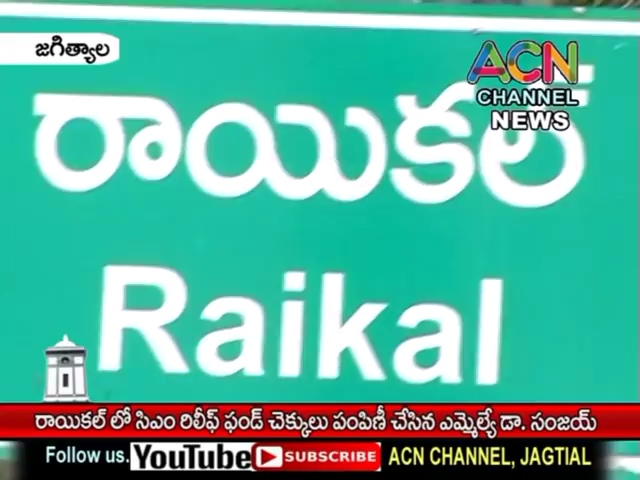 జగిత్యాల
ACN
CHANNEL
NEWS
రాయికల్
Raikal
రాయికల్ లో సిఎం రిలీఫ్ ఫండ్ చెక్కులు పంపిణీ చేసిన ఎమ్మెల్యే డా. సంజయ్
Follow us. YouTube SUBSCRIBE ACN CHANNEL, JAGTIAL